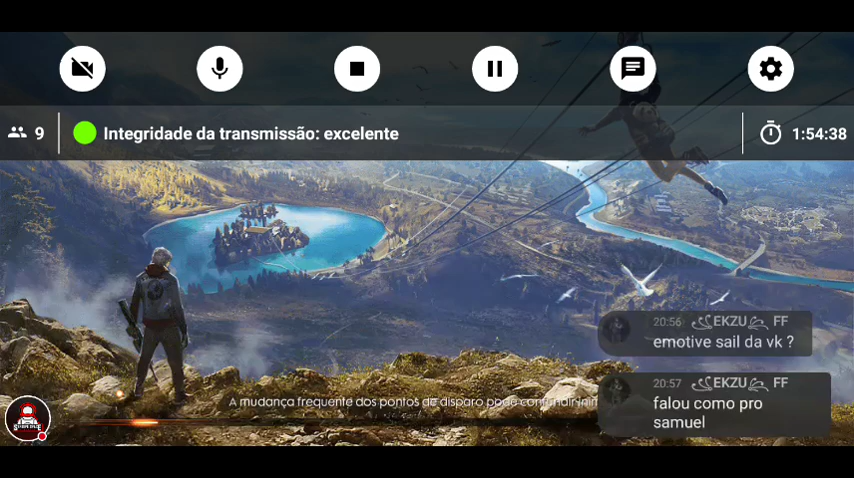 9
Integridade da transmissão: excelente
1:54:38
20:56 EKZU FF
emotive sail da vk ?
A mudança frequente dos pontos de disparo pode confundir inim
20:57 EKZU FF
falou como pro
samuel